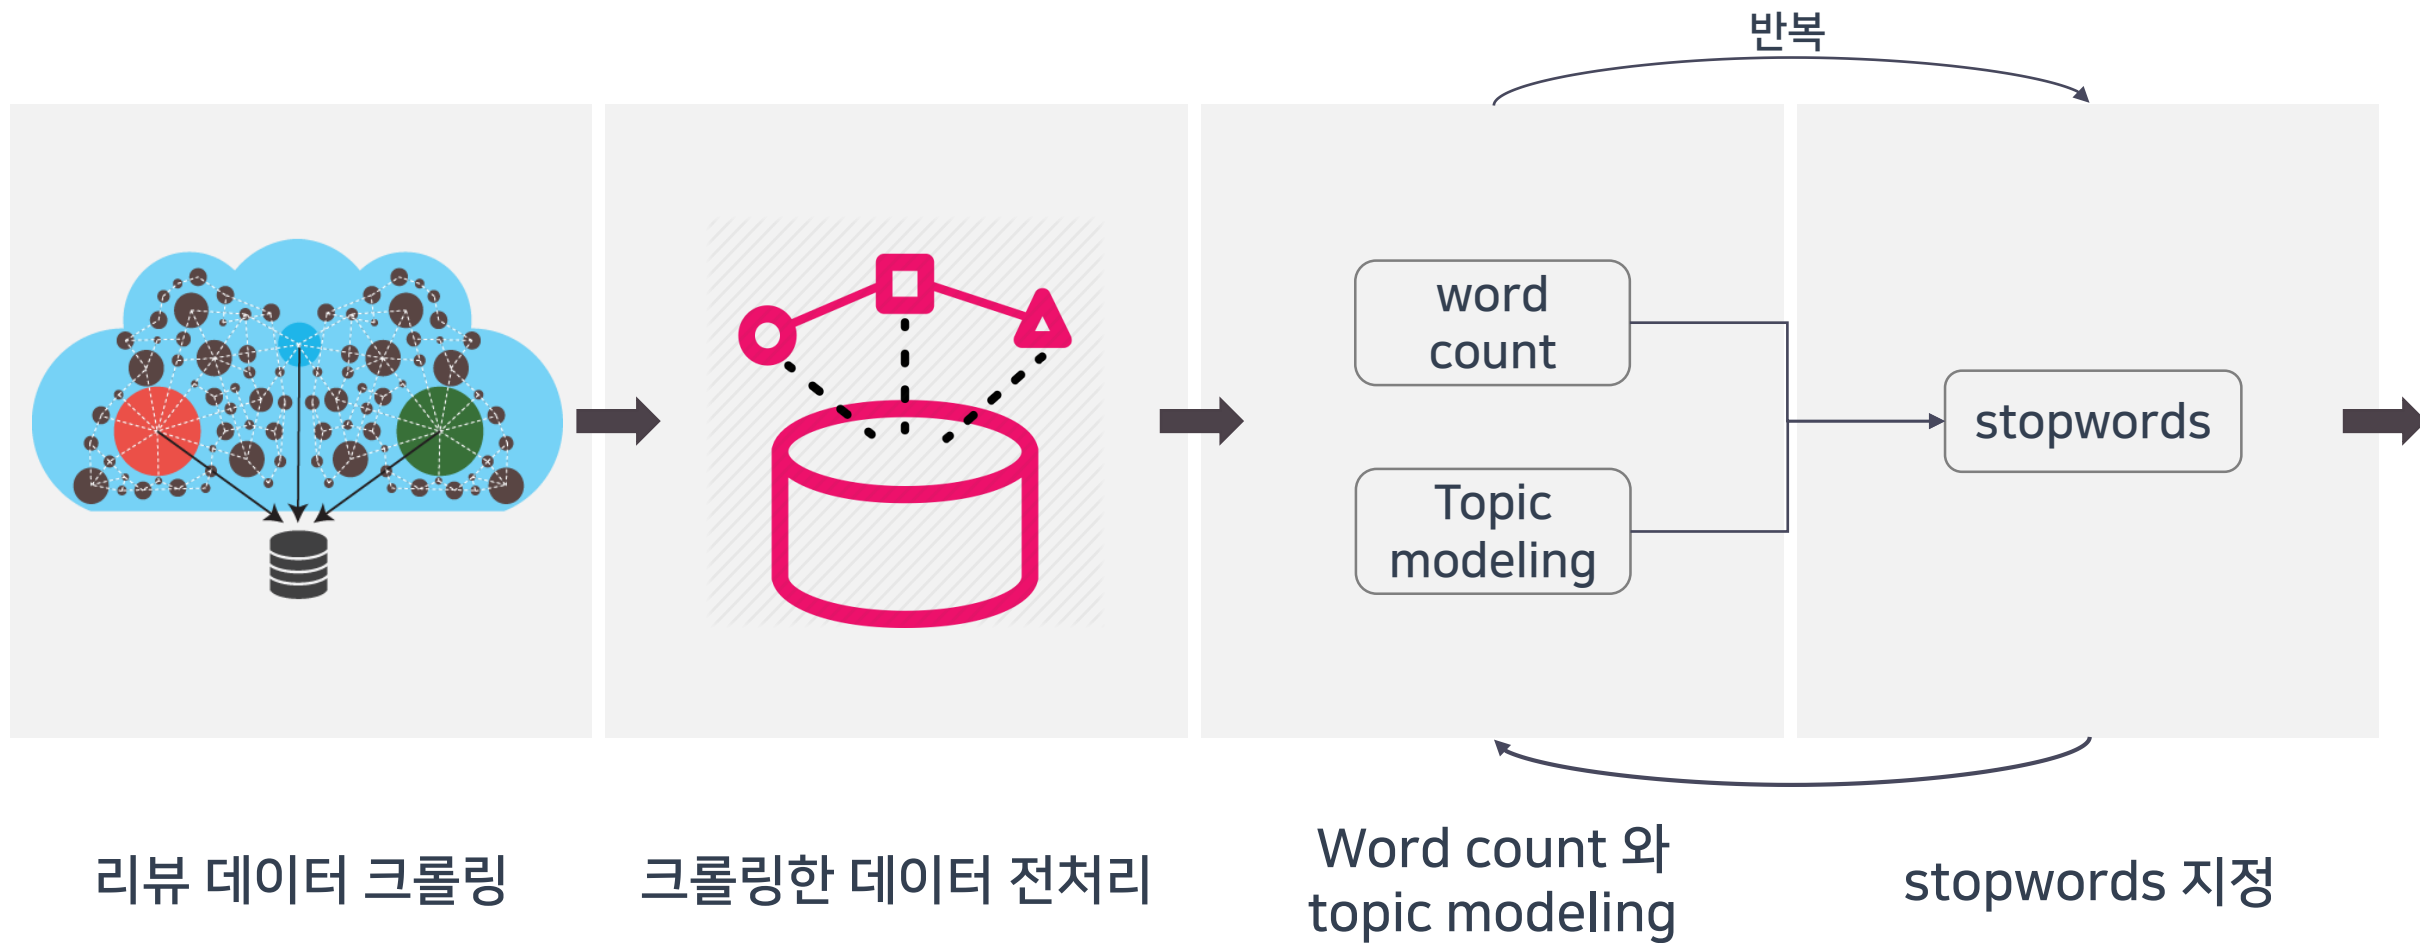 반복
word
count
Topic
modeling
stopwords
리뷰 데이터 크롤링
크롤링한 데이터 전처리
Word count 와
topic modeling
stopwords 지정